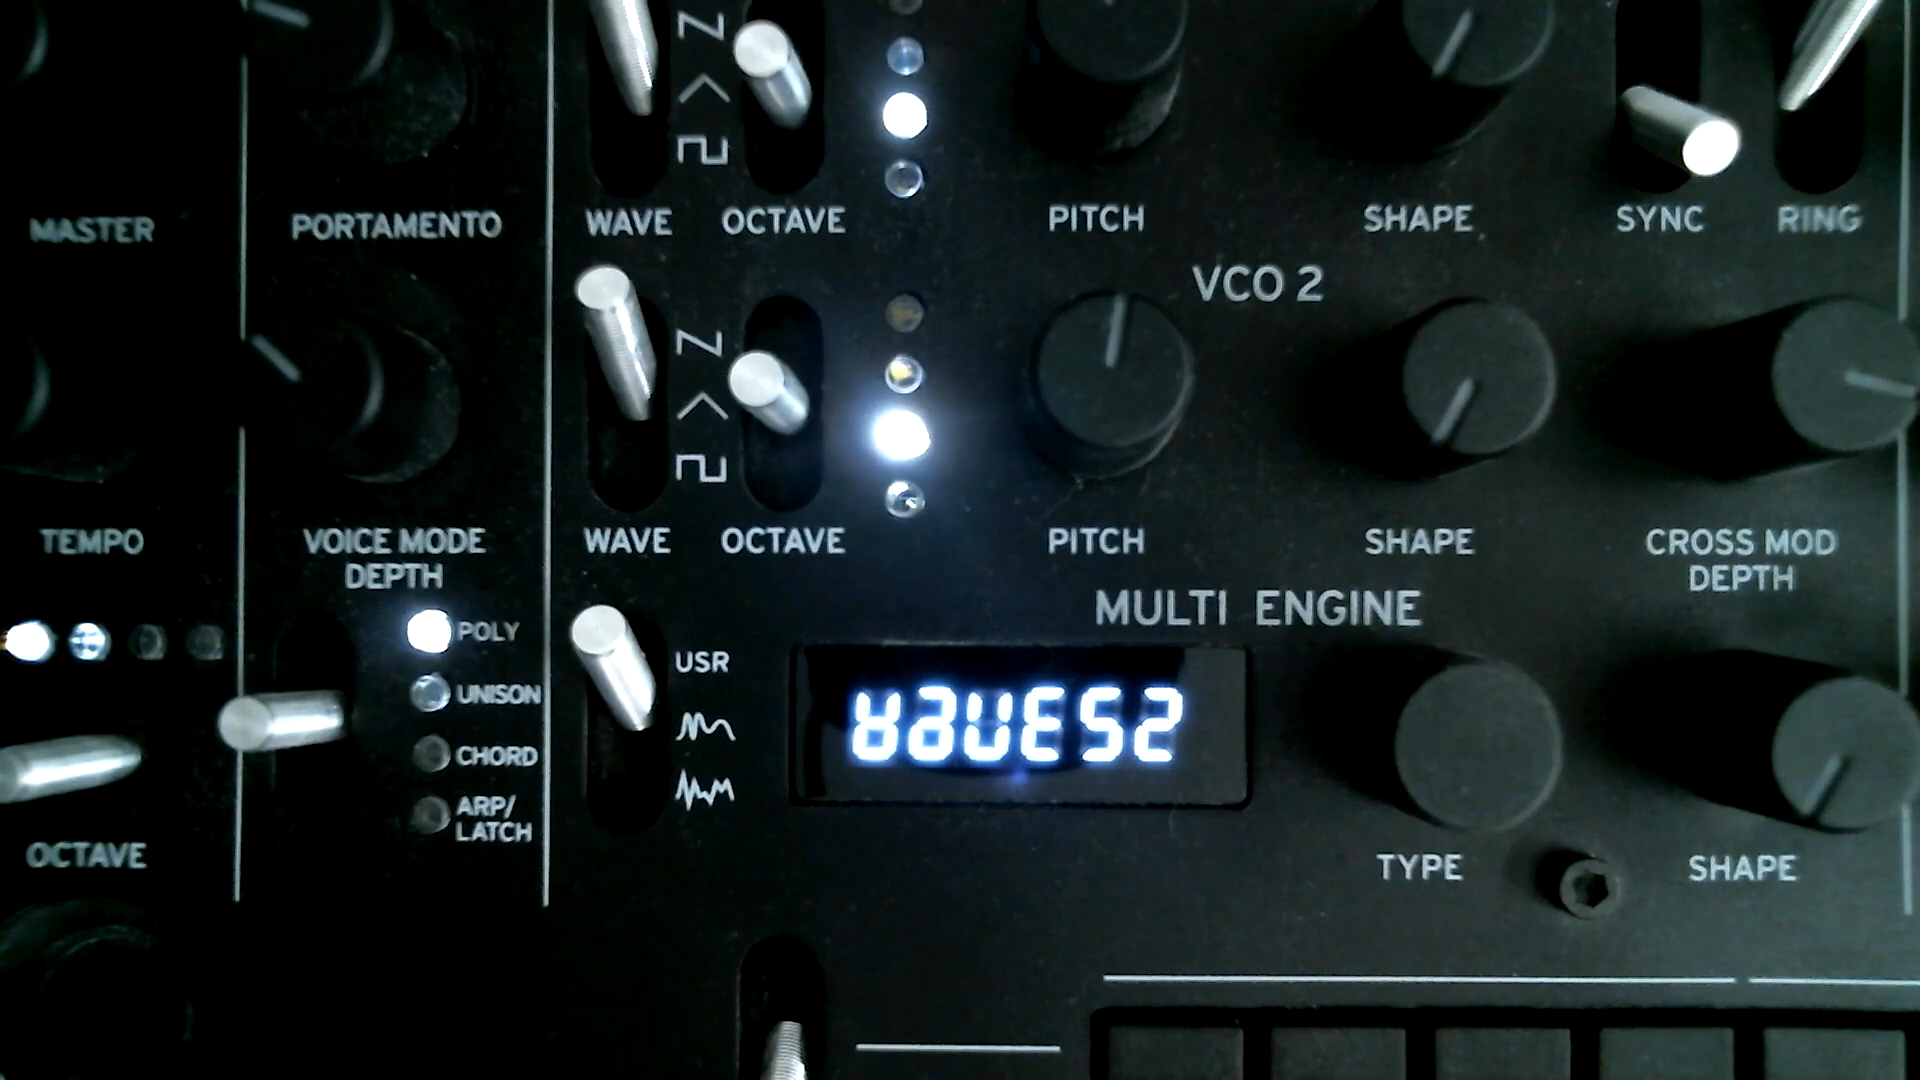 MASTER
PORTAMENTO
WAVE
OCTAVE
PITCH
SHAPE
SYNC
RING
VCO 2
TEMPO
VOICE MODE
DEPTH
WAVE
OCTAVE
PITCH
SHAPE
CROSS MOD
DEPTH
MULTI ENGINE
POLY
UNISON
CHORD
ARP/
LATCH
USR
WavES2
OCTAVE
TYPE
SHAPE